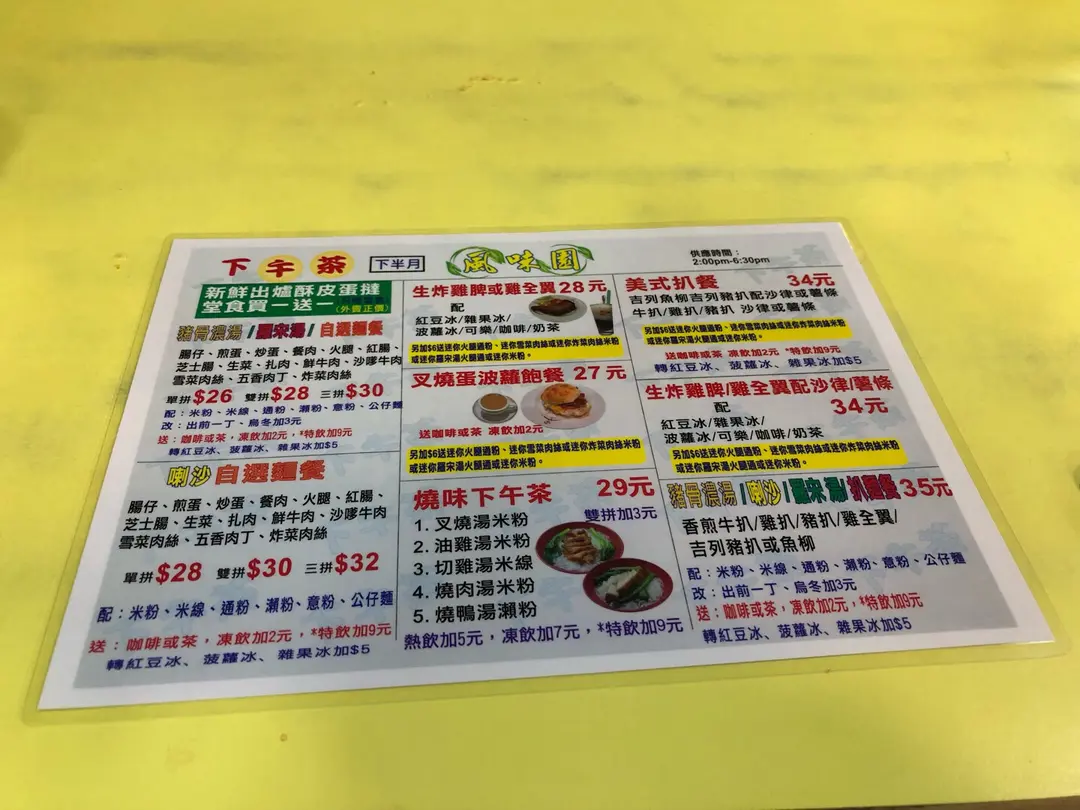 下午茶
下半月
風味園
供應時間：
2:00pm-6:30pm
新鮮出爐酥皮蛋撻
堂食買一送一
(外賣正價)
豬骨濃湯/羅宋湯/自選麵餐
腸仔、煎蛋、炒蛋、餐肉、火腿、紅腸、
芝士腸、生菜、扎肉、鮮牛肉、沙嗲牛肉
雪菜肉絲、五香肉丁、炸菜肉絲
單拼$26 雙拼$28 三拼$30
配：米粉、米線、通粉、瀨粉、意粉、公仔麵
改：出前一丁、烏冬加3元
送：咖啡或茶，凍飲加2元，*特飲加9元
轉紅豆冰、菠蘿冰、雜果冰加$5
喇沙自選麵餐
腸仔、煎蛋、炒蛋、餐肉、火腿、紅腸、
芝士腸、生菜、扎肉、鮮牛肉、沙嗲牛肉
雪菜肉絲、五香肉丁、炸菜肉絲
單拼$28 雙拼$30 三拼$32
配：米粉、米線、通粉、瀨粉、意粉、公仔麵
送：咖啡或茶，凍飲加2元，*特飲加9元
轉紅豆冰、菠蘿冰、雜果冰加$5
生炸雞脾或雞全翼28元
配
紅豆冰/雜果冰/
菠蘿冰/可樂/咖啡/奶茶
另加$6送迷你火腿通粉、迷你雪菜肉絲或迷你炸菜肉絲米粉
或迷你羅宋湯火腿通或迷你米粉。
叉燒蛋波蘿飽餐 27元
送咖啡或茶 凍飲加2元
另加$6送迷你火腿通粉、迷你雪菜肉絲或迷你炸菜肉絲米粉
或迷你羅宋湯火腿通或迷你米粉。
燒味下午茶 29元
雙拼加3元
1. 叉燒湯米粉
2. 油雞湯米粉
3. 切雞湯米線
4. 燒肉湯米粉
5. 燒鴨湯瀨粉
熱飲加5元，凍飲加7元，*特飲加9元
美式扒餐 34元
吉列魚柳吉列豬扒配沙律或薯條
牛扒/雞扒/豬扒 沙律或薯條
另加$6送迷你火腿通粉、迷你雪菜肉絲或迷你炸菜肉絲米粉
或迷你羅宋湯火腿通或迷你米粉。
送咖啡或茶 凍飲加2元 *特飲加9元
轉紅豆冰、菠蘿冰、雜果冰加$5
生炸雞脾/雞全翼配沙律/薯條
配 34元
紅豆冰/雜果冰/
波蘿冰/可樂/咖啡/奶茶
另加$6送迷你火腿通粉、迷你雪菜肉絲或迷你炸菜肉絲米粉
或迷你羅宋湯火腿通或迷你米粉。
豬骨濃湯/喇沙/羅宋湯/扒麵餐35元
香煎牛扒/雞扒/豬扒/雞全翼/
吉列豬扒或魚柳
配：米粉、米線、通粉、瀨粉、意粉、公仔麵
改：出前一丁、烏冬加3元
送：咖啡或茶，凍飲加2元，*特飲加9元
轉紅豆冰、菠蘿冰、雜果冰加$5